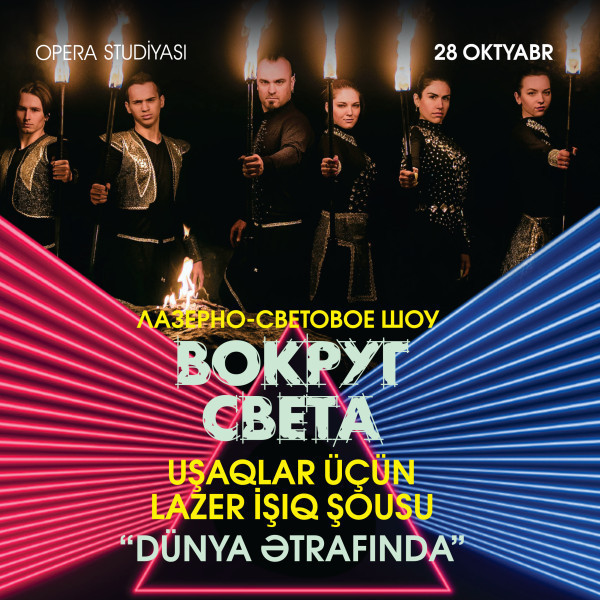 OPERA STUDİYASI
28 OKTYABR
ЛАЗЕРНО-СВЕТОВОЕ ШОУ
ВОКРУГ
СВЕТА
UŞAQLAR ÜÇÜN
LAZER İŞIQ ŞOUSU
“DÜNYA ƏTRAFINDA”